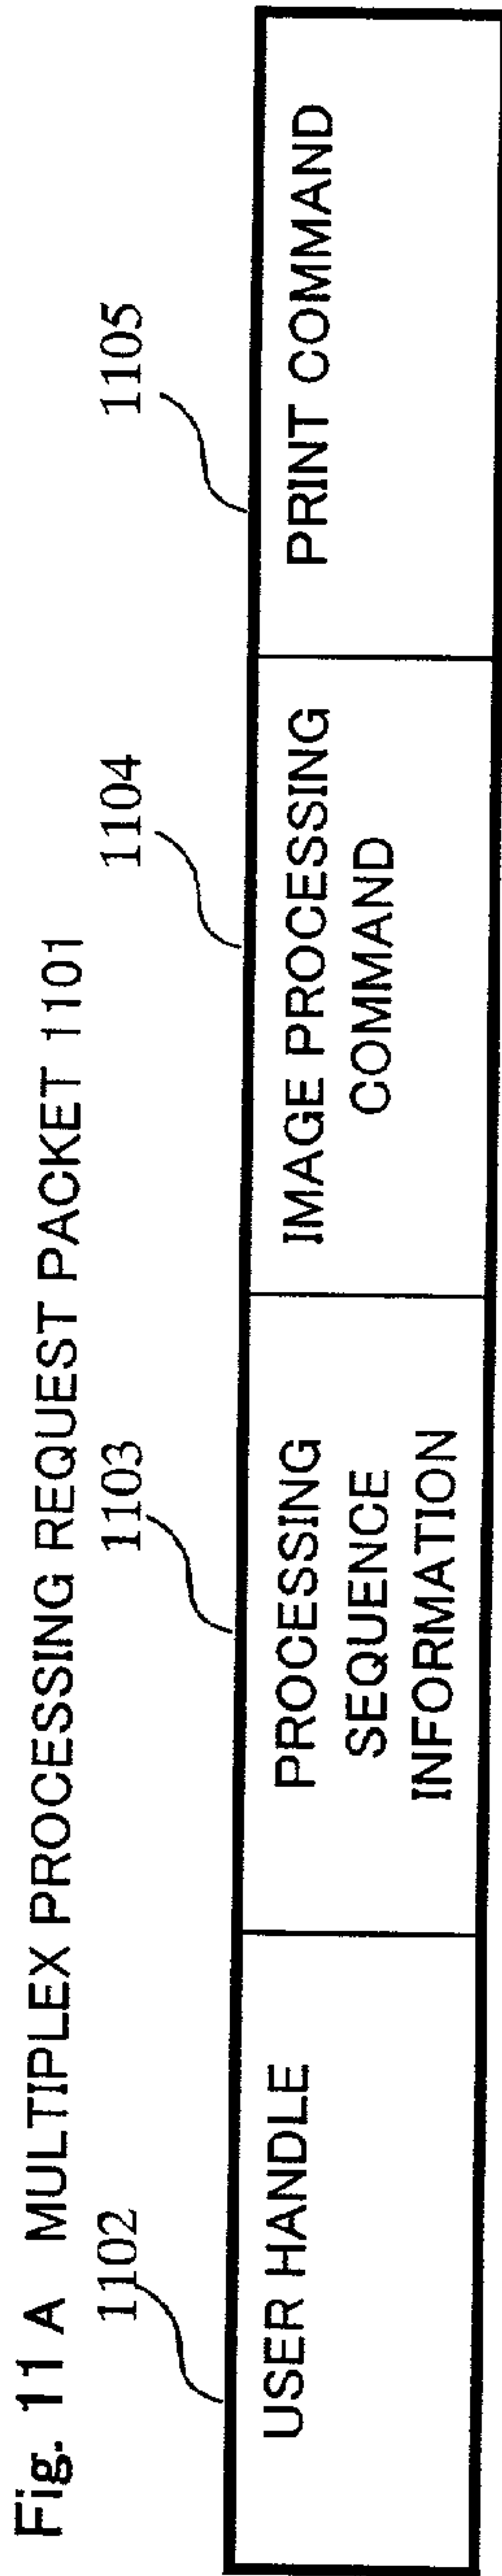 Fig. 11 A MULTIPLEX PROCESSING REQUEST PACKET 1101
1102
USER HANDLE
1103
PROCESSING
SEQUENCE
INFORMATION
1104
IMAGE PROCESSING
COMMAND
1105
PRINT COMMAND